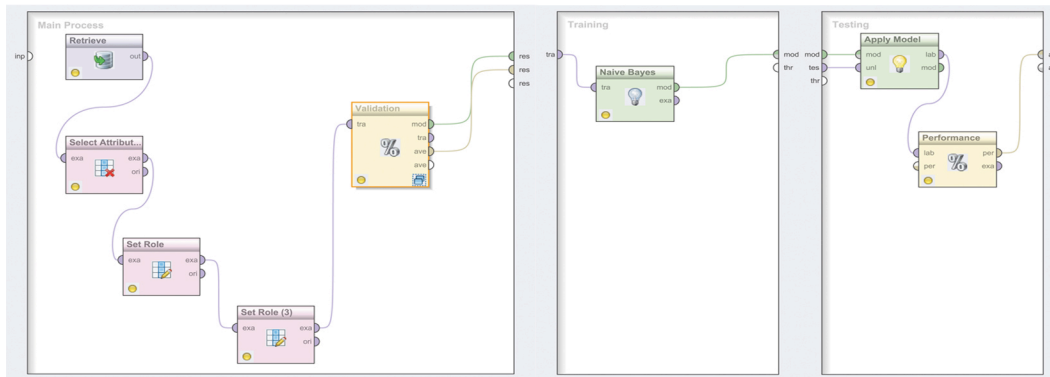 Main Process
Retrieve
inp
out
Select Attribut...
exa exa
ori
Set Role
exa exa
ori
Set Role (3)
exa exa
ori
Validation
tra mod
tra
ave
ave
res
res
res
Training
tra
Naive Bayes
tra mod
exa
mod
thr
Testing
mod
tes
thr
Apply Model
mod lab
unl mod
Performance
lab per
per exa